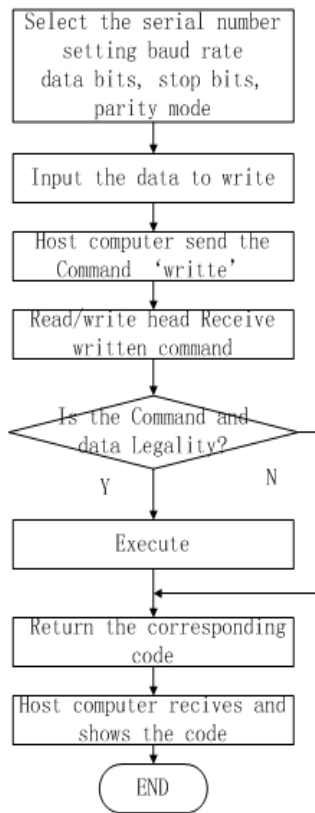 Select the serial number
setting baud rate
data bits, stop bits,
parity mode
Input the data to write
Host computer send the
Command ‘writte’
Read/write head Receive
written command
Is the Command and
data Legality?
Y
N
Execute
Return the corresponding
code
Host computer recives and
shows the code
END